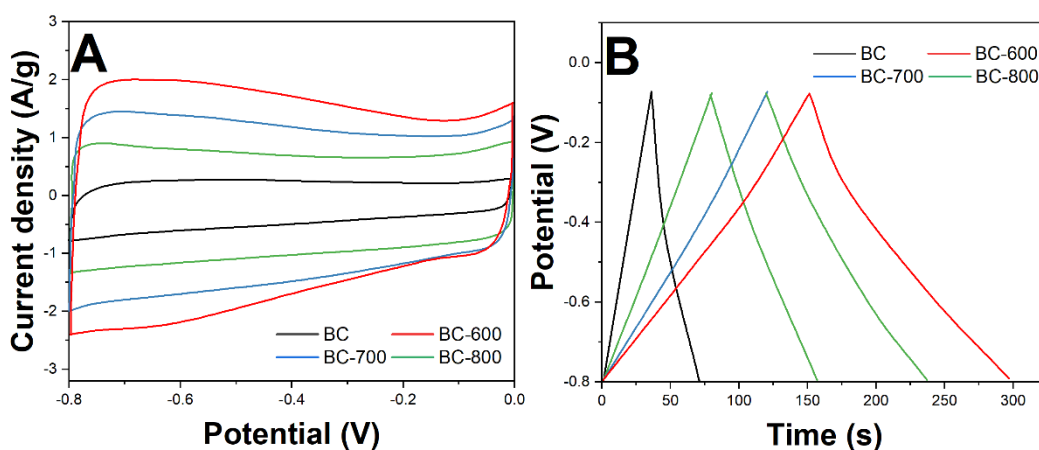 A
Current density (A/g)
3
2
1
0
-1
-2
-3
-0.8
-0.6
-0.4
-0.2
0.0
Potential (V)
BC
BC-600
BC-700
BC-800
B
BC
BC-600
BC-700
BC-800
Potential (V)
0.0
-0.2
-0.4
-0.6
-0.8
0
50
100
150
200
250
300
Time (s)